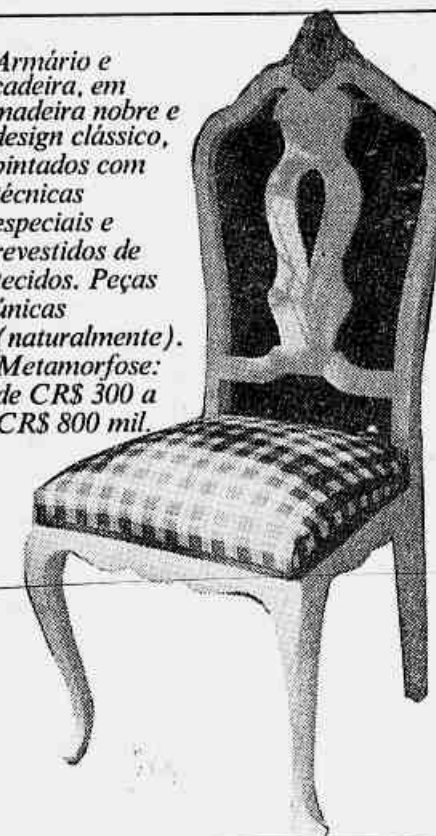 Armário e
cadeira, em
madeira nobre e
design clássico,
pintados com
técnicas
especiais e
revestidos de
tecidos. Peças
únicas
(naturalmente).
Metamorfose:
de CR$ 300 a
CR$ 800 mil.